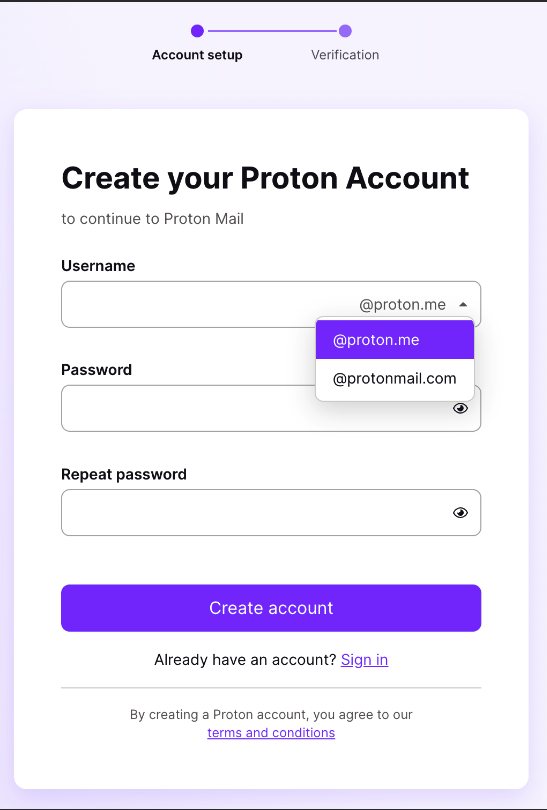 Account setup
Verification
Create your Proton Account
to continue to Proton Mail
Username
@proton.me
@proton.me
@protonmail.com
Password
Repeat password
Create account
Already have an account? Sign in
By creating a Proton account, you agree to our
terms and conditions